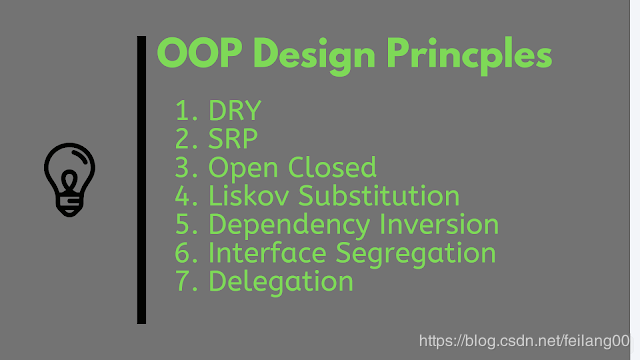 OOP Design Princples
1. DRY
2. SRP
3. Open Closed
4. Liskov Substitution
5. Dependency Inversion
6. Interface Segregation
7. Delegation
https://blog.csdn.net/feilang00